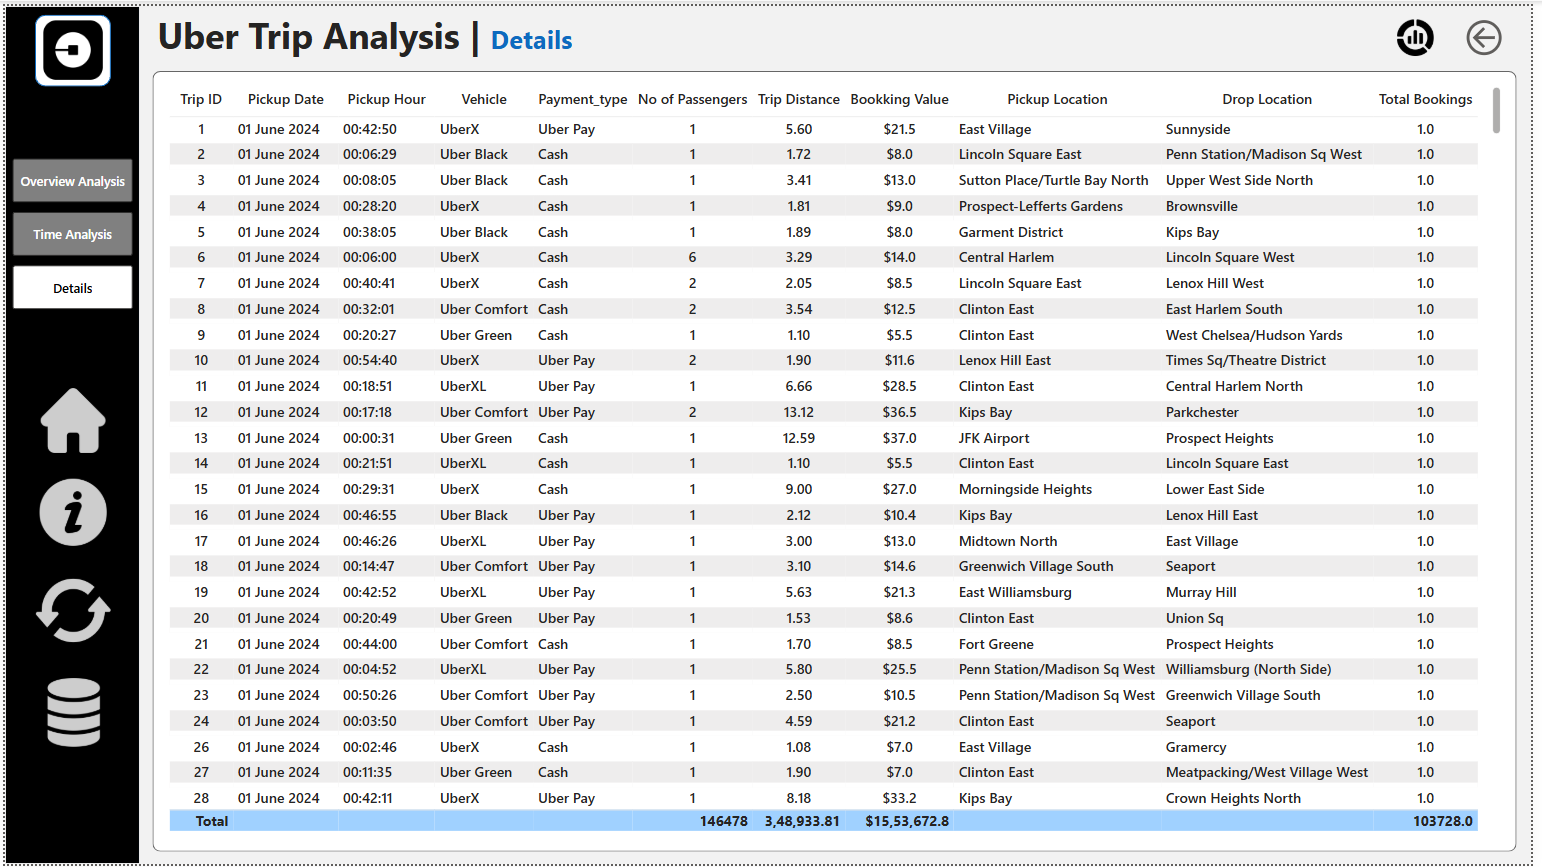 Uber Trip Analysis | Details
Overview Analysis
Time Analysis
Details
Trip ID Pickup Date Pickup Hour Vehicle Payment_type No of Passengers Trip Distance Bookking Value Pickup Location Drop Location Total Bookings
1 01 June 2024 00:42:50 UberX Uber Pay 1 5.60 $21.5 East Village Sunnyside 1.0
2 01 June 2024 00:06:29 Uber Black Cash 1 1.72 $8.0 Lincoln Square East Penn Station/Madison Sq West 1.0
3 01 June 2024 00:08:05 Uber Black Cash 1 3.41 $13.0 Sutton Place/Turtle Bay North Upper West Side North 1.0
4 01 June 2024 00:28:20 UberX Cash 1 1.81 $9.0 Prospect-Lefferts Gardens Brownsville 1.0
5 01 June 2024 00:38:05 Uber Black Cash 1 1.89 $8.0 Garment District Kips Bay 1.0
6 01 June 2024 00:06:00 UberX Cash 6 3.29 $14.0 Central Harlem Lincoln Square West 1.0
7 01 June 2024 00:40:41 UberX Cash 2 2.05 $8.5 Lincoln Square East Lenox Hill West 1.0
8 01 June 2024 00:32:01 Uber Comfort Cash 2 3.54 $12.5 Clinton East East Harlem South 1.0
9 01 June 2024 00:20:27 Uber Green Cash 1 1.10 $5.5 Clinton East West Chelsea/Hudson Yards 1.0
10 01 June 2024 00:54:40 UberX Uber Pay 2 1.90 $11.6 Lenox Hill East Times Sq/Theatre District 1.0
11 01 June 2024 00:18:51 UberXL Uber Pay 1 6.66 $28.5 Clinton East Central Harlem North 1.0
12 01 June 2024 00:17:18 Uber Comfort Uber Pay 2 13.12 $36.5 Kips Bay Parkchester 1.0
13 01 June 2024 00:00:31 Uber Green Cash 1 12.59 $37.0 JFK Airport Prospect Heights 1.0
14 01 June 2024 00:21:51 UberXL Cash 1 1.10 $5.5 Clinton East Lincoln Square East 1.0
15 01 June 2024 00:29:31 UberX Cash 1 9.00 $27.0 Morningside Heights Lower East Side 1.0
16 01 June 2024 00:46:55 Uber Black Uber Pay 1 2.12 $10.4 Kips Bay Lenox Hill East 1.0
17 01 June 2024 00:46:26 UberXL Uber Pay 1 3.00 $13.0 Midtown North East Village 1.0
18 01 June 2024 00:14:47 Uber Comfort Uber Pay 1 3.10 $14.6 Greenwich Village South Seaport 1.0
19 01 June 2024 00:42:52 UberXL Uber Pay 1 5.63 $21.3 East Williamsburg Murray Hill 1.0
20 01 June 2024 00:20:49 Uber Green Uber Pay 1 1.53 $8.6 Clinton East Union Sq 1.0
21 01 June 2024 00:44:00 Uber Comfort Cash 1 1.70 $8.5 Fort Greene Prospect Heights 1.0
22 01 June 2024 00:04:52 UberXL Uber Pay 1 5.80 $25.5 Penn Station/Madison Sq West Williamsburg (North Side) 1.0
23 01 June 2024 00:50:26 Uber Comfort Uber Pay 1 2.50 $10.5 Penn Station/Madison Sq West Greenwich Village South 1.0
24 01 June 2024 00:03:50 Uber Comfort Uber Pay 1 4.59 $21.2 Clinton East Seaport 1.0
26 01 June 2024 00:02:46 UberX Cash 1 1.08 $7.0 East Village Gramercy 1.0
27 01 June 2024 00:11:35 Uber Green Cash 1 1.90 $7.0 Clinton East Meatpacking/West Village West 1.0
28 01 June 2024 00:42:11 UberX Uber Pay 1 8.18 $33.2 Kips Bay Crown Heights North 1.0
Total 146478 3,48,933.81 $15,53,672.8 103728.0